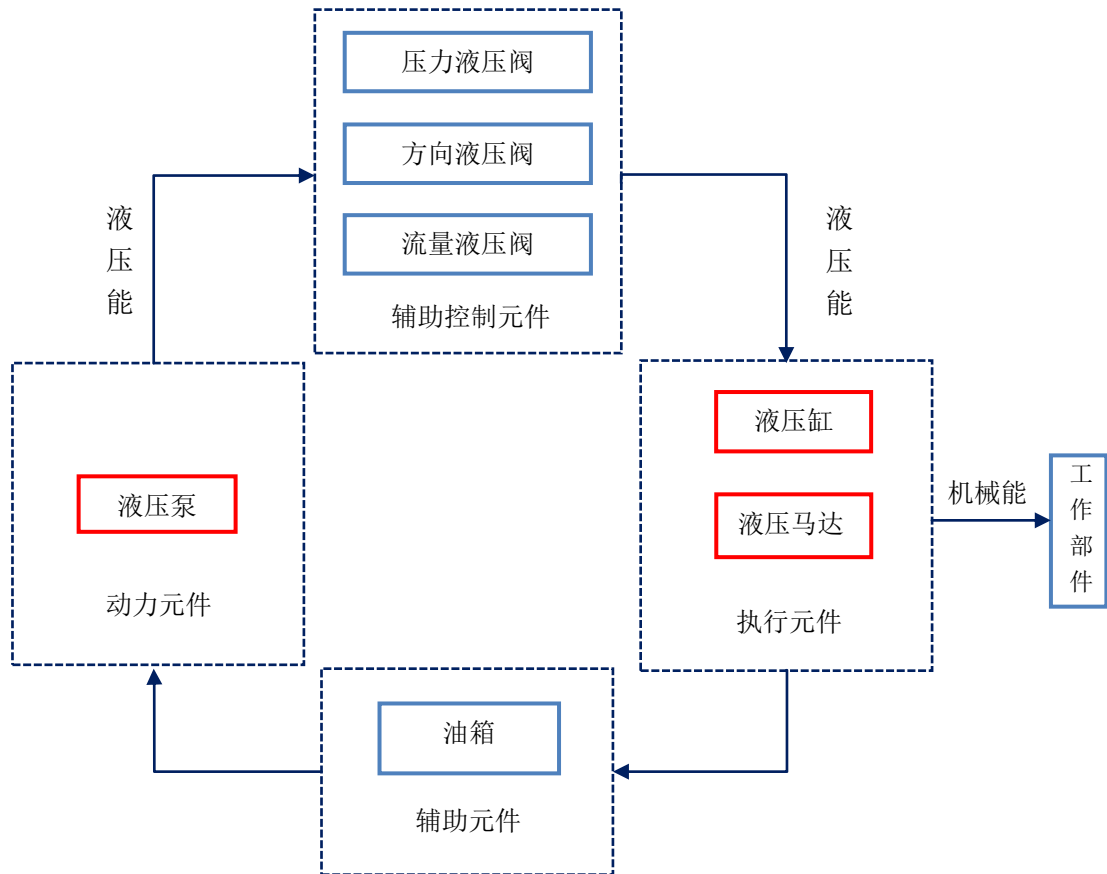 压力液压阀
方向液压阀
流量液压阀
辅助控制元件
液压能
液压能
液压泵
动力元件
液压缸
液压马达
执行元件
机械能
工作部件
油箱
辅助元件